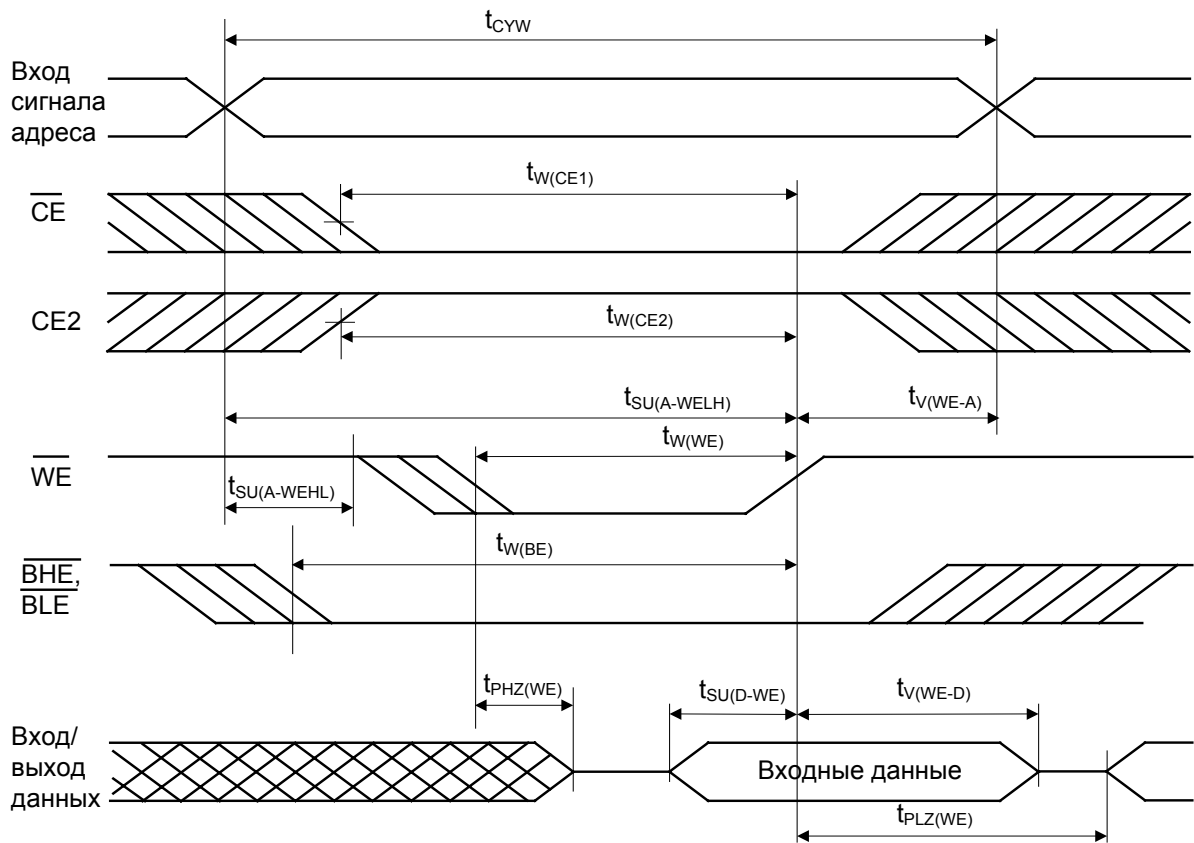 tCYW
Вход
сигнала
адреса
tW(CE1)
CE
CE2
tW(CE2)
tSU(A-WELH)
tV(WE-A)
tW(WE)
WE
tSU(A-WEHL)
tW(BE)
BHE,
BLE
tPHZ(WE)
tSU(D-WE)
tV(WE-D)
Вход/
выход
данных
Входные данные
tPLZ(WE)